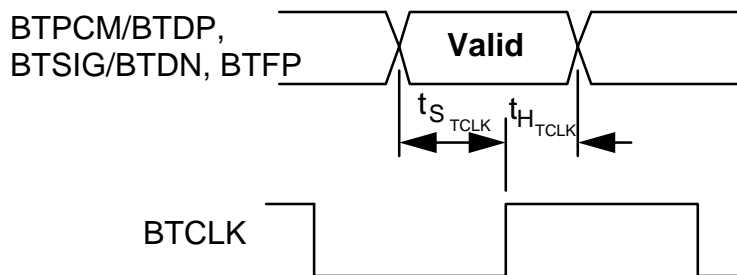 BTPCM/BTDP,
BTSIG/BTDN, BTFP
Valid
tS TCLK
tH TCLK
BTCLK